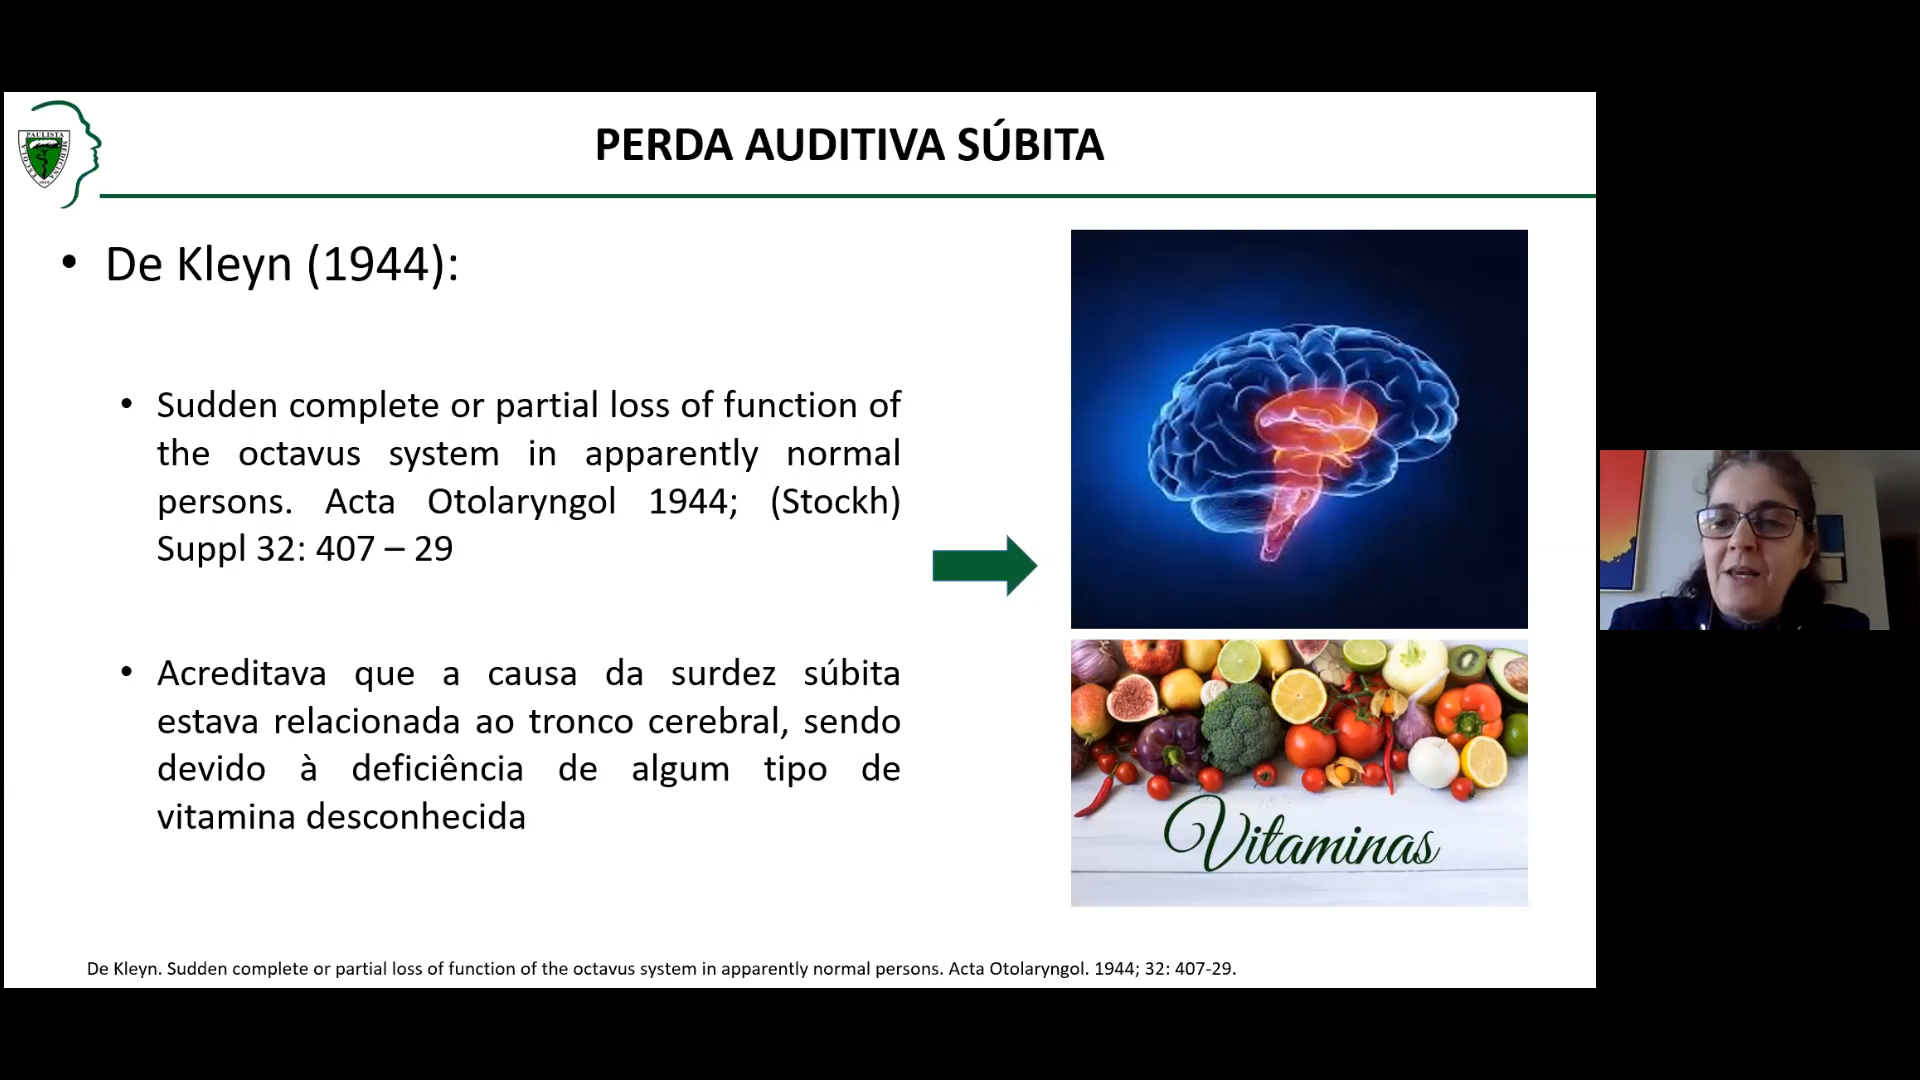 PAULISTA
ESCOLA
MEDICINA
PERDA AUDITIVA SÚBITA
• De Kleyn (1944):
• Sudden complete or partial loss of function of
the octavus system in apparently normal
persons. Acta Otolaryngol 1944; (Stockh)
Suppl 32: 407 – 29
• Acreditava que a causa da surdez súbita
estava relacionada ao tronco cerebral, sendo
devido à deficiência de algum tipo de
vitamina desconhecida
Vitaminas
De Kleyn. Sudden complete or partial loss of function of the octavus system in apparently normal persons. Acta Otolaryngol. 1944; 32: 407-29.